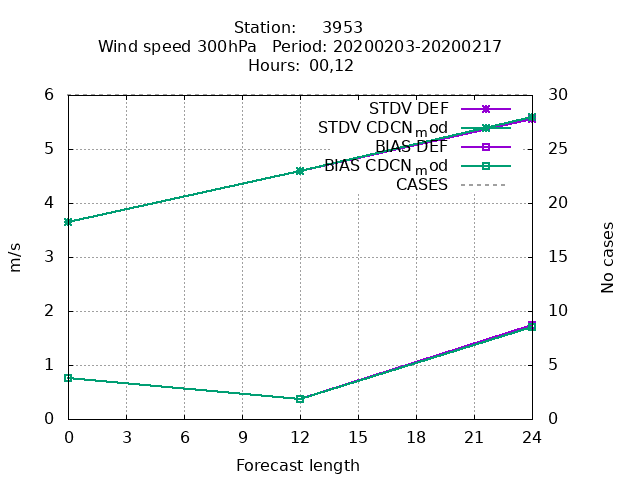 Station: 3953
Wind speed 300hPa Period: 20200203-20200217
Hours: 00,12
STDV DEF
STDV CDCNmod
BIAS DEF
BIAS CDCNmod
CASES
m/s
6
5
4
3
2
1
0
30
25
20
15
10
5
0
No cases
0 3 6 9 12 15 18 21 24
Forecast length